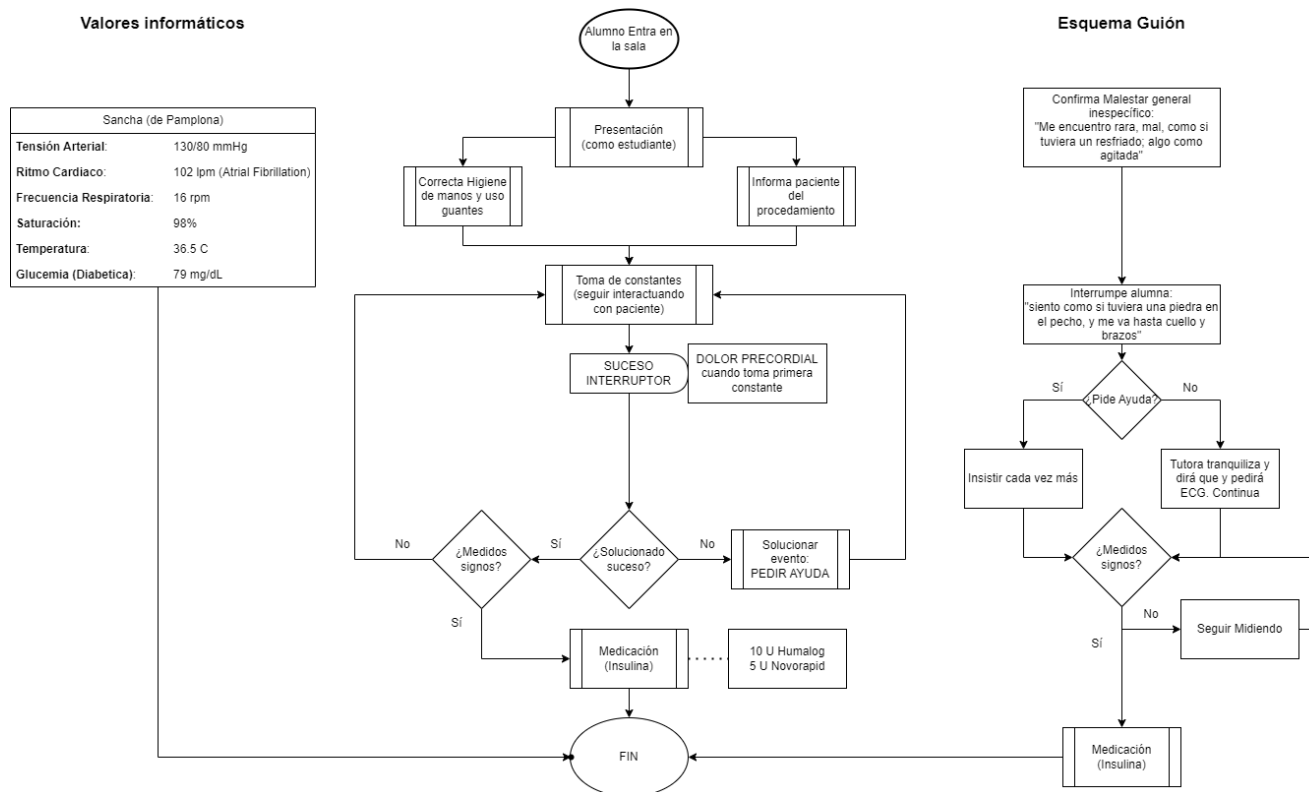 Valores informáticos
Sancha (de Pamplona)
Tensión Arterial: 130/80 mmHg
Ritmo Cardiaco: 102 lpm (Atrial Fibrillation)
Frecuencia Respiratoria: 16 rpm
Saturación: 98%
Temperatura: 36.5 C
Glucemia (Diabetica): 79 mg/dL
Alumno Entra en
la sala
Presentación
(como estudiante)
Correcta Higiene
de manos y uso
guantes
Informa paciente
del
procedamiento
Toma de constantes
(seguir interactuando
con paciente)
SUCESO
INTERRUPTOR
DOLOR PRECORDIAL
cuando toma primera
constante
¿Solucionado
suceso?
No
Solucionar
evento:
PEDIR AYUDA
Sí
¿Medidos
signos?
No
Sí
Medicación
(Insulina)
10 U Humalog
5 U Novorapid
FIN
Esquema Guión
Confirma Malestar general
inespecífico:
"Me encuentro rara, mal, como si
tuviera un resfriado; algo como
agitada"
Interrumpe alumna:
"siento como si tuviera una piedra en
el pecho, y me va hasta cuello y
brazos"
¿Pide Ayuda?
Sí
No
Insistir cada vez más
Tutora tranquiliza y
dirá que y pedirá
ECG. Continua
¿Medidos
signos?
No
Seguir Midiendo
Sí
Medicación
(Insulina)